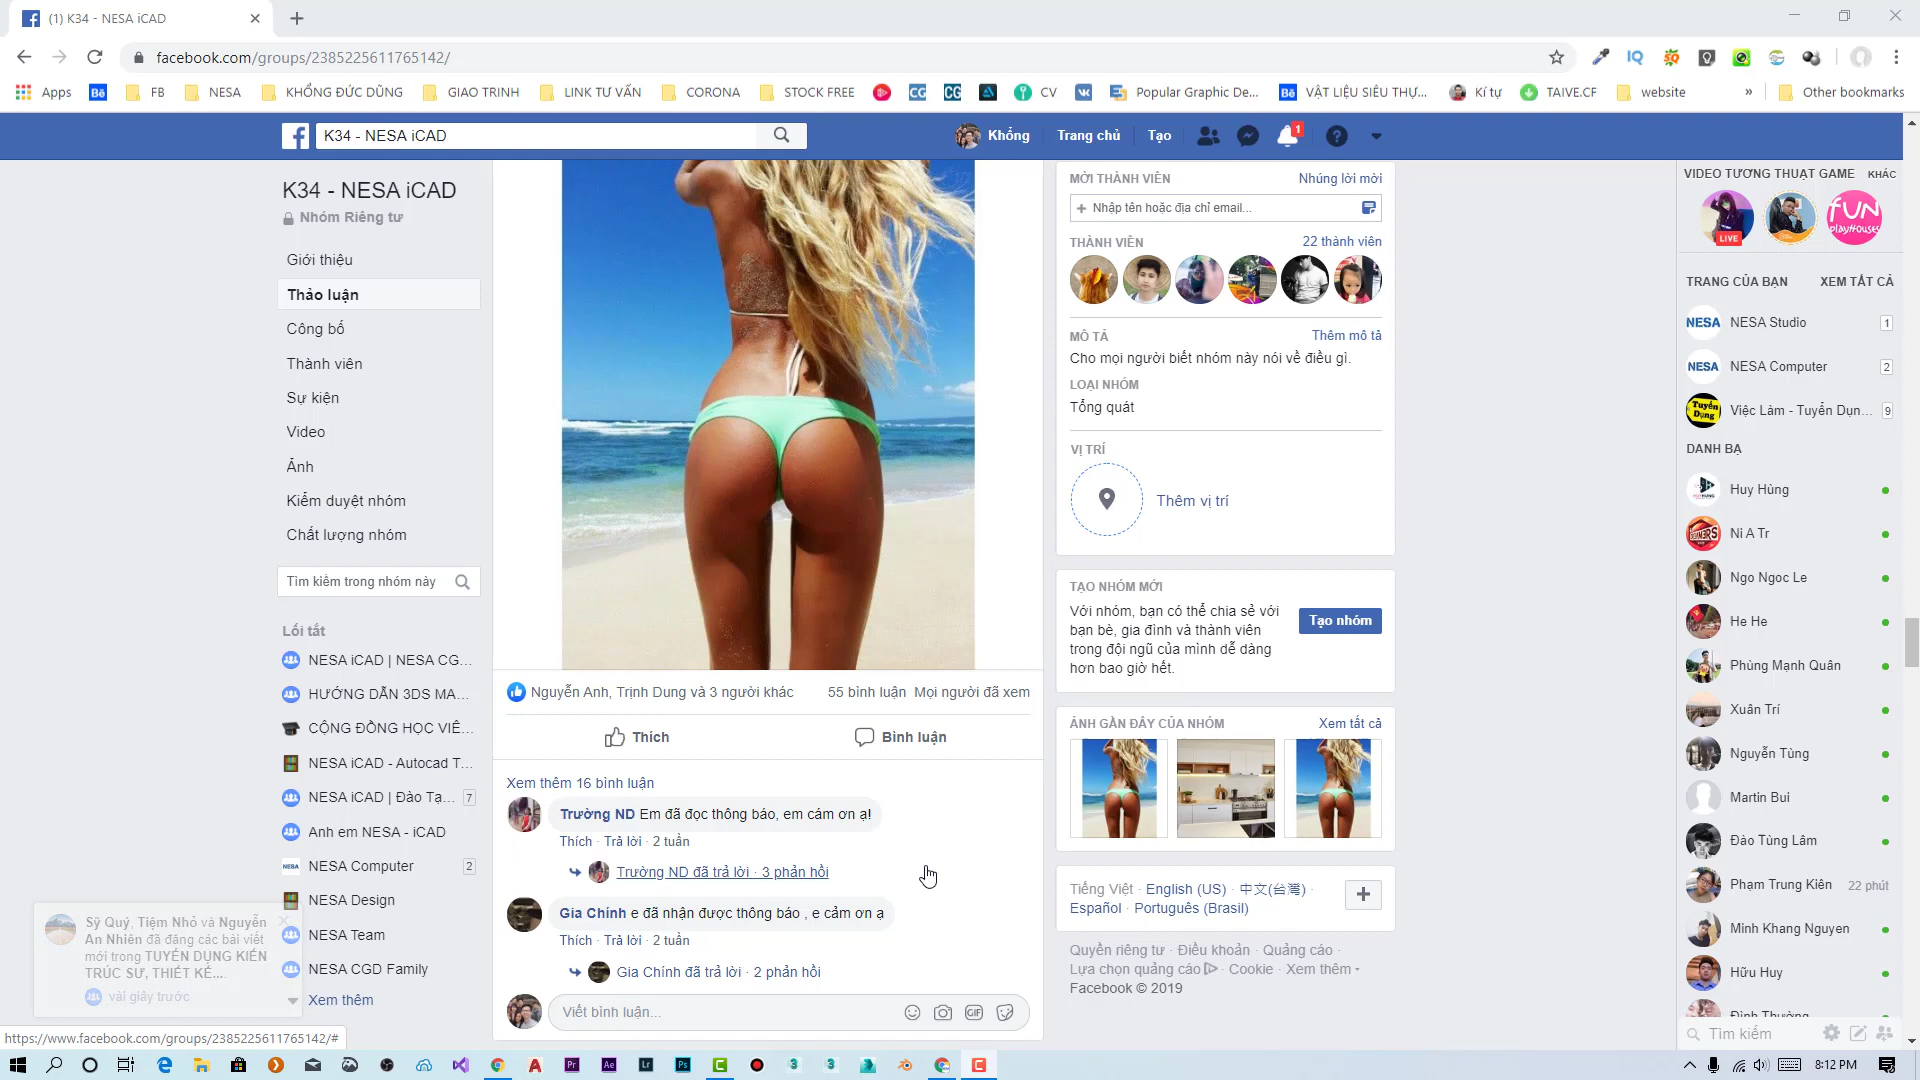 (1) K34 - NESA iCAD
facebook.com/groups/2385225611765142/
Apps
FB
NESA
KHỔNG ĐỨC DŨNG
GIAO TRINH
LINK TƯ VẤN
CORONA
STOCK FREE
CV
Popular Graphic De...
VẬT LIỆU SIÊU THỰ...
Kí tự
TAIVE.CF
website
»
Other bookmarks
K34 - NESA iCAD
Khổng
Trang chủ
Tạo
1
K34 - NESA iCAD
Nhóm Riêng tư
Giới thiệu
Thảo luận
Công bố
Thành viên
Sự kiện
Video
Ảnh
Kiểm duyệt nhóm
Chất lượng nhóm
Tìm kiếm trong nhóm này
Lối tắt
NESA iCAD | NESA CG...
HƯỚNG DẪN 3DS MA...
CỘNG ĐỒNG HỌC VIÊ...
NESA iCAD - Autocad T...
NESA iCAD | Đào Tạ... 7
Anh em NESA - iCAD
NESA Computer 2
NESA Design
NESA Team
NESA CGD Family
Xem thêm
Sỹ Quý, Tiệm Nhỏ và Nguyễn
An Nhiên đã đăng các bài viết
mới trong TUYỂN DỤNG KIẾN
TRÚC SƯ, THIẾT KẾ....
vài giây trước
https://www.facebook.com/groups/2385225611765142/#
Nguyễn Anh, Trịnh Dung và 3 người khác
55 bình luận Mọi người đã xem
Thích
Bình luận
Xem thêm 16 bình luận
Trường ND Em đã đọc thông báo, em cám ơn ạ!
Thích · Trả lời · 2 tuần
Trường ND đã trả lời · 3 phản hồi
Gia Chính e đã nhận được thông báo , e cảm ơn ạ
Thích · Trả lời · 2 tuần
Gia Chính đã trả lời · 2 phản hồi
Viết bình luận...
GIF
MỜI THÀNH VIÊN
Nhúng lời mời
+ Nhập tên hoặc địa chỉ email...
THÀNH VIÊN
22 thành viên
MÔ TẢ
Thêm mô tả
Cho mọi người biết nhóm này nói về điều gì.
LOẠI NHÓM
Tổng quát
VỊ TRÍ
Thêm vị trí
TẠO NHÓM MỚI
Với nhóm, bạn có thể chia sẻ với
bạn bè, gia đình và thành viên
trong đội ngũ của mình dễ dàng
hơn bao giờ hết.
Tạo nhóm
ẢNH GẦN ĐÂY CỦA NHÓM
Xem tất cả
Tiếng Việt · English (US) · 中文(台灣) ·
Español · Português (Brasil)
Quyền riêng tư · Điều khoản · Quảng cáo ·
Lựa chọn quảng cáo · Cookie · Xem thêm
Facebook © 2019
VIDEO TƯƠNG THUẬT GAME
KHÁC
LIVE
FUN
playHouses
TRANG CỦA BẠN
XEM TẤT CẢ
NESA NESA Studio 1
NESA NESA Computer 2
Tuyển
Dụng
Việc Làm - Tuyển Dụn... 9
DANH BẠ
Huy Hùng
Ni A Tr
Ngo Ngoc Le
He He
Phùng Mạnh Quân
Xuân Trí
Nguyễn Tùng
Martin Bui
Đào Tùng Lâm
Phạm Trung Kiên 22 phút
Minh Khang Nguyen
Hữu Huy
Đình Thường
Tìm kiếm
8:12 PM